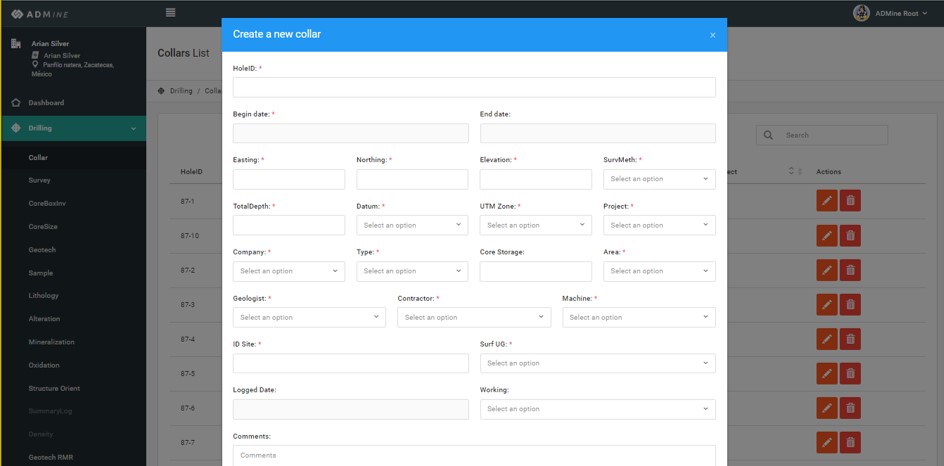 ADMINE
ADMine Root
Create a new collar
×
Arian Silver
Arian Silver
Panfilo natera, Zacatecas,
México
Collars List
Drilling / Colla
Dashboard
Drilling
Collar
Survey
CoreBoxInv
CoreSize
Geotech
Sample
Lithology
Alteration
Mineralization
Oxidation
Structure Orient
SummaryLog
Density
Geotech RMR
HoleID
87-1
87-10
87-2
87-3
87-4
87-5
87-6
87-7
HoleID: *
Begin date: * End date:
Easting: * Northing: * Elevation: * SurvMeth: *
Select an option
TotalDepth: * Datum: * UTM Zone: * Project: *
Select an option Select an option Select an option
Company: * Type: * Core Storage: Area: *
Select an option Select an option Select an option
Geologist: * Contractor: * Machine: *
Select an option Select an option Select an option
ID Site: * Surf UG: *
Select an option
Logged Date: Working:
Select an option
Comments:
Comments
Search
ect Actions